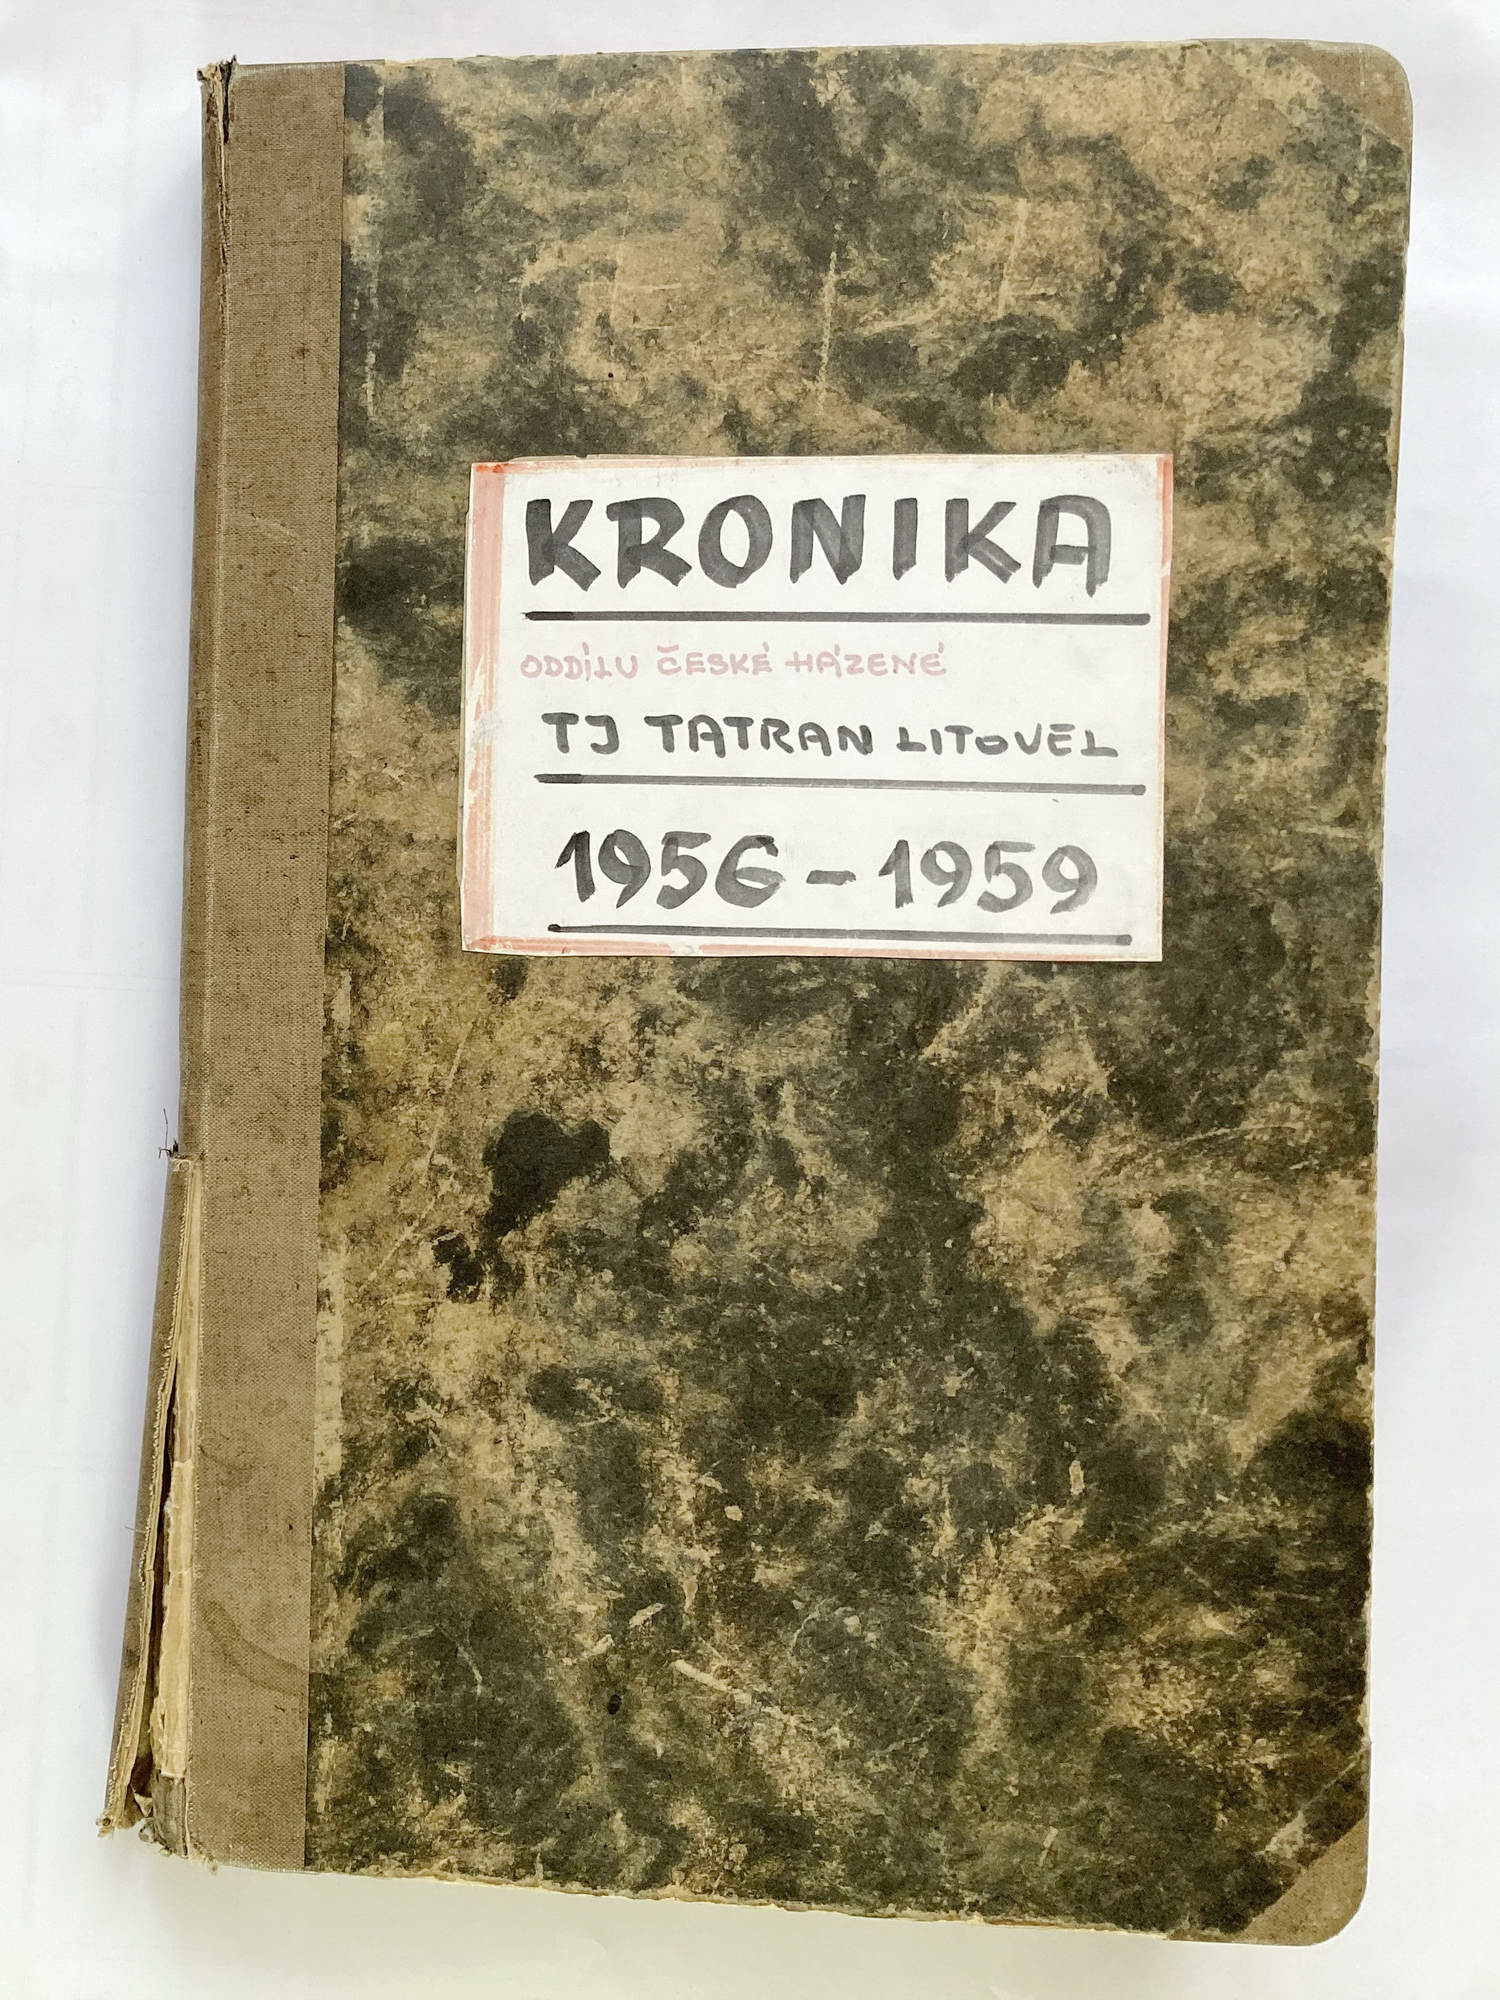 KRONIKA
ODDÍLU ČESKÉ HÁZENÉ
TJ TATRAN LITOVEL
1956-1959